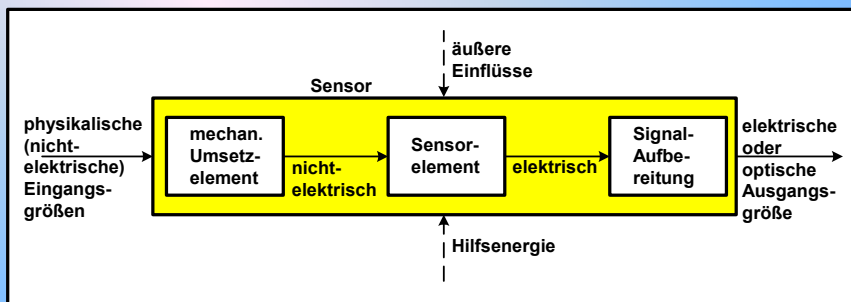 äußere
Einflüsse
Sensor
physikalische
(nicht-
elektrische)
Eingangs-
größen
mechan.
Umsetz-
element
nicht-
elektrisch
Sensor-
element
elektrisch
Signal-
Aufbe-
reitung
elektrische
oder
optische
Ausgangs-
größe
Hilfsenergie